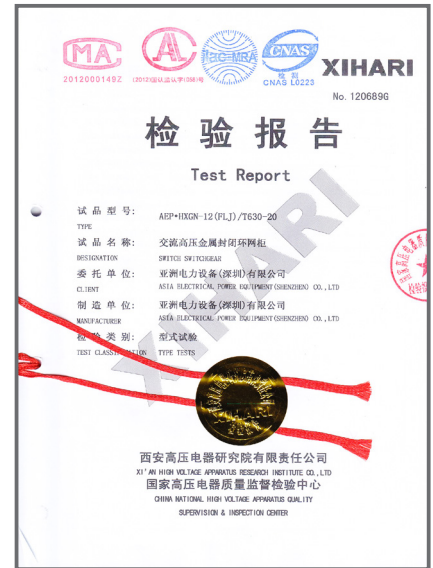 MA
AL
ilac-MRA
CNAS
检 测
2012000149Z
CNAS L0223
XIHARI
No. 120689G
检 验 报 告
Test Report
试 品 型 号: AEP•HXGN-12(FLJ)/T630-20
TYPE
试 品 名 称: 交流高压金属封闭环网柜
DESIGNATION SWITCH SWITCHGEAR
委 托 单 位: 亚洲电力设备(深圳)有限公司
CLIENT ASIA ELECTRICAL POWER EQUIPMENT(SHENZHEN) CO.,LTD
制 造 单 位: 亚洲电力设备(深圳)有限公司
MANUFACTURER ASIA ELECTRICAL POWER EQUIPMENT(SHENZHEN) CO.,LTD
检 验 类 别: 型式试验
TEST CLASSIFICATION TYPE TESTS
XIHARI
XIHARI
西安高压电器研究院有限责任公司
XI'AN HIGH VOLTAGE APPARATUS RESEARCH INSTITUTE CO.,LTD
国家高压电器质量监督检验中心
CHINA NATIONAL HIGH VOLTAGE APPARATUS QUALITY
SUPERVISION & INSPECTION CENTER